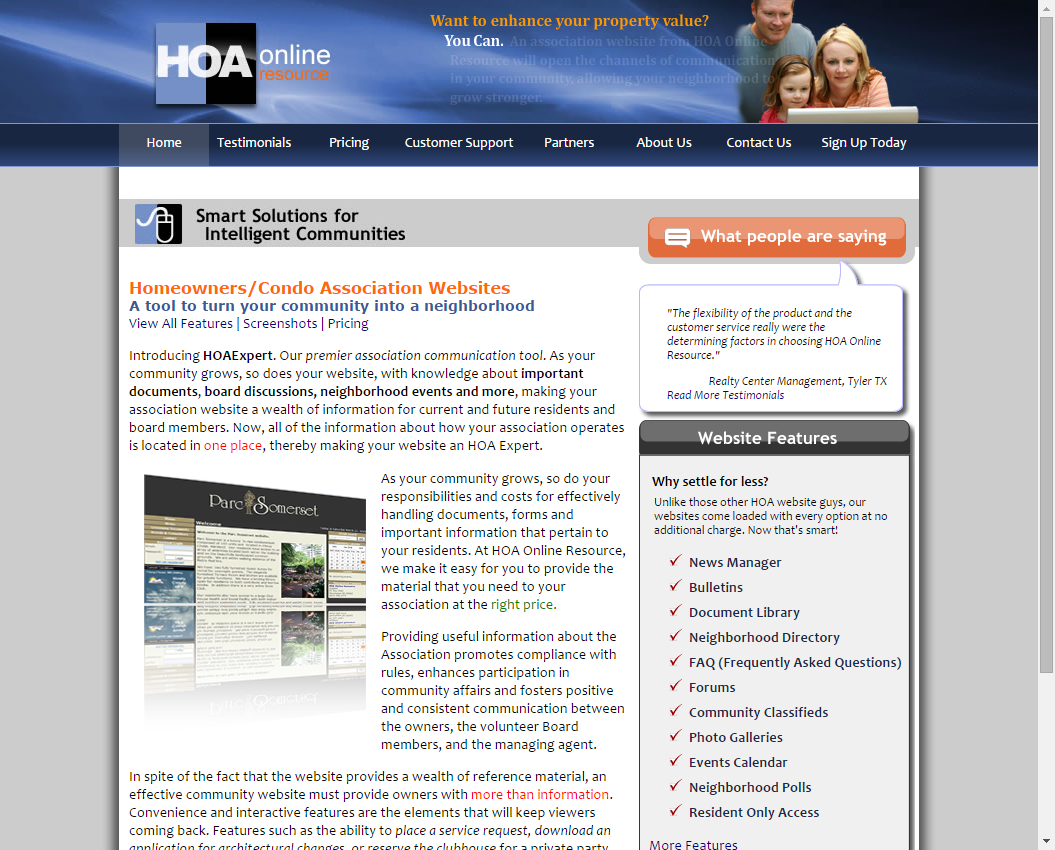 HOA online
resource
Want to enhance your property value?
You Can. An association website from HOA Online
Resource will open the channels of communication
in your community, allowing your neighborhood to
grow stronger.
Home Testimonials Pricing Customer Support Partners About Us Contact Us Sign Up Today
Smart Solutions for
Intelligent Communities
Homeowners/Condo Association Websites
A tool to turn your community into a neighborhood
View All Features | Screenshots | Pricing
Introducing HOAExpert. Our premier association communication tool. As your
community grows, so does your website, with knowledge about important
documents, board discussions, neighborhood events and more, making your
association website a wealth of information for current and future residents and
board members. Now, all of the information about how your association operates
is located in one place, thereby making your website an HOA Expert.
Parc Somerset
Welcome
As your community grows, so do your
responsibilities and costs for effectively
handling documents, forms and
important information that pertain to
your residents. At HOA Online Resource,
we make it easy for you to provide the
material that you need to your
association at the right price.
Providing useful information about the
Association promotes compliance with
rules, enhances participation in
community affairs and fosters positive
and consistent communication between
the owners, the volunteer Board
members, and the managing agent.
In spite of the fact that the website provides a wealth of reference material, an
effective community website must provide owners with more than information.
Convenience and interactive features are the elements that will keep viewers
coming back. Features such as the ability to place a service request, download an
application for architectural changes, or reserve the clubhouse for a private party
What people are saying
"The flexibility of the product and the
customer service really were the
determining factors in choosing HOA Online
Resource."
Realty Center Management, Tyler TX
Read More Testimonials
Website Features
Why settle for less?
Unlike those other HOA website guys, our
websites come loaded with every option at no
additional charge. Now that's smart!
News Manager
Bulletins
Document Library
Neighborhood Directory
FAQ (Frequently Asked Questions)
Forums
Community Classifieds
Photo Galleries
Events Calendar
Neighborhood Polls
Resident Only Access
More Features